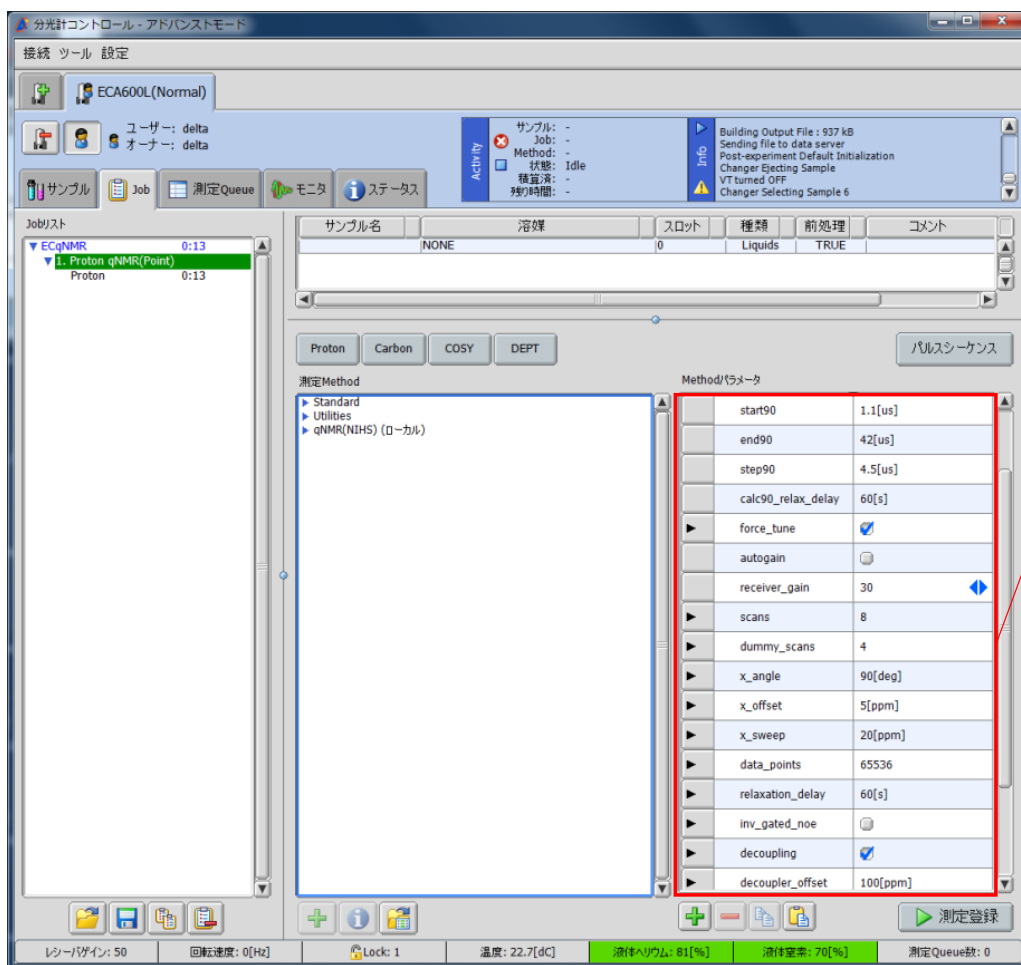 分光計コントロール - アドバンストモード
接続 ツール 設定
ECA600L(Normal)
ユーザー: delta
オーナー: delta
Activity
サンプル: -
Job: -
Method: -
状態: Idle
積算済: -
残り時間: -
Info
Building Output File : 937 kB
Sending file to data server
Post-experiment Default Initialization
Changer Ejecting Sample
VT turned OFF
Changer Selecting Sample 6
サンプル Job 測定Queue モニタ ステータス
Jobリスト
ECqNMR 0:13
1. Proton qNMR(Point)
Proton 0:13
サンプル名 溶媒 スロット 種類 前処理 コメント
NONE 0 Liquids TRUE
Proton Carbon COSY DEPT パルスシーケンス
測定Method
Standard
Utilities
qNMR(NIHS) (ローカル)
Methodパラメータ
start90 1.1[us]
end90 42[us]
step90 4.5[us]
calc90_relax_delay 60[s]
force_tune
autogain
receiver_gain 30
scans 8
dummy_scans 4
x_angle 90[deg]
x_offset 5[ppm]
x_sweep 20[ppm]
data_points 65536
relaxation_delay 60[s]
inv_gated_noe
decoupling
decoupler_offset 100[ppm]
測定登録
レシーバゲイン: 50 回転速度: 0[Hz] Lock: 1 温度: 22.7[dC] 液体ヘリウム: 81[%] 液体窒素: 70[%] 測定Queue数: 0